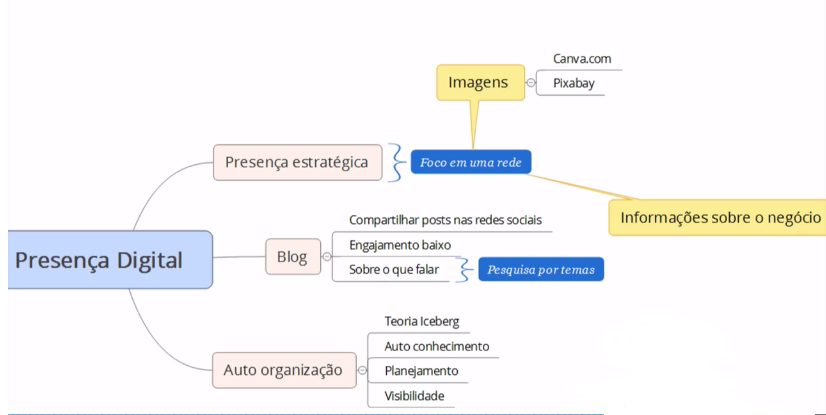 Canva.com
Imagens
Pixabay
Presença estratégica
Foco em uma rede
Informações sobre o negócio
Compartilhar posts nas redes sociais
Engajamento baixo
Presença Digital
Blog
Sobre o que falar
Pesquisa por temas
Teoria Iceberg
Auto conhecimento
Auto organização
Planejamento
Visibilidade